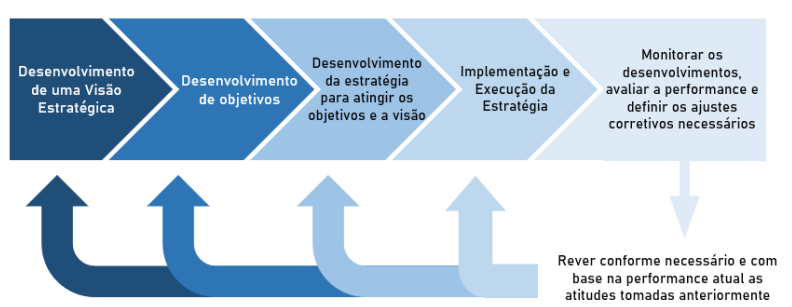 Desenvolvimento
de uma Visão
Estratégica
Desenvolvimento
de objetivos
Desenvolvimento
da estratégia
para atingir os
objetivos e a visão
Implementação e
Execução da
Estratégia
Monitorar os
desenvolvimentos,
avaliar a performance e
definir os ajustes
corretivos necessários
Rever conforme necessário e com
base na performance atual as
atitudes tomadas anteriormente